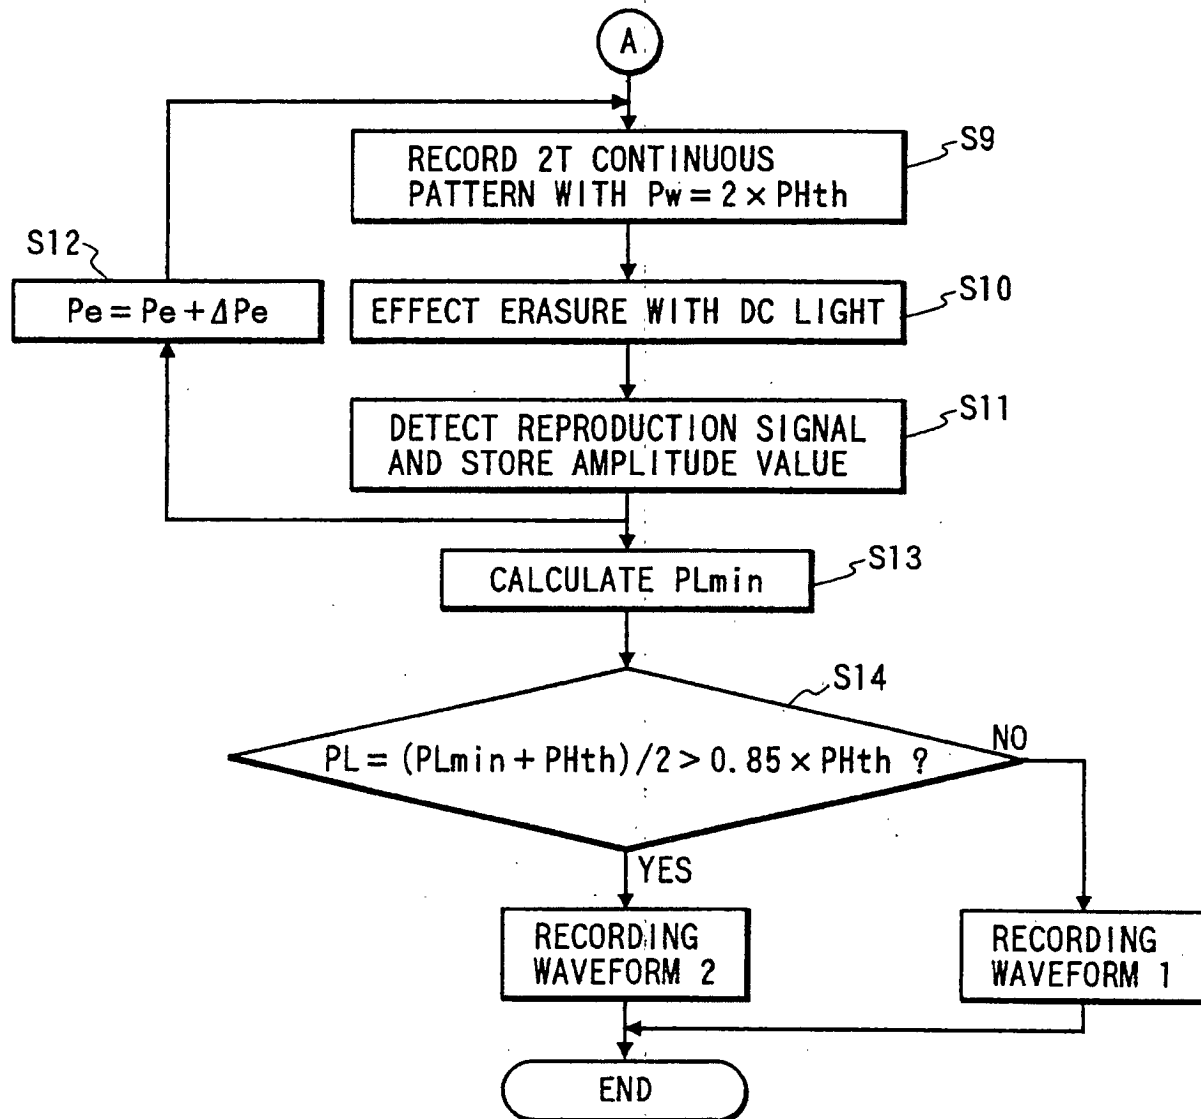 A
RECORD 2T CONTINUOUS
PATTERN WITH Pw = 2 × PHth
S9
S12
Pe = Pe + ΔPe
EFFECT ERASURE WITH DC LIGHT
S10
DETECT REPRODUCTION SIGNAL
AND STORE AMPLITUDE VALUE
S11
CALCULATE PLmin
S13
S14
PL = (PLmin + PHth)/2 > 0.85 × PHth ?
NO
YES
RECORDING
WAVEFORM 2
RECORDING
WAVEFORM 1
END